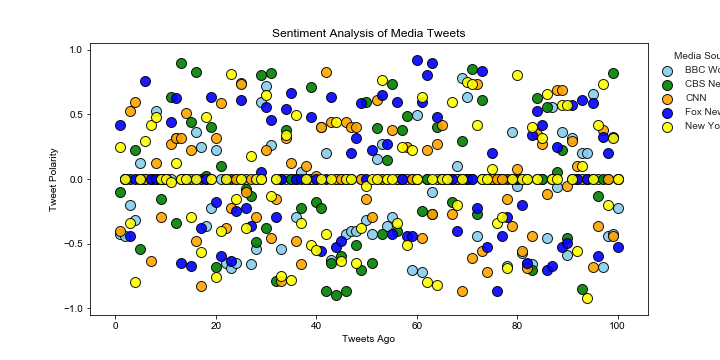 Sentiment Analysis of Media Tweets
1.0
0.5
0.0
−0.5
−1.0
Tweet Polarity
0
20
40
60
80
100
Tweets Ago
Media Sou
BBC Wo
CBS Ne
CNN
Fox New
New Yo